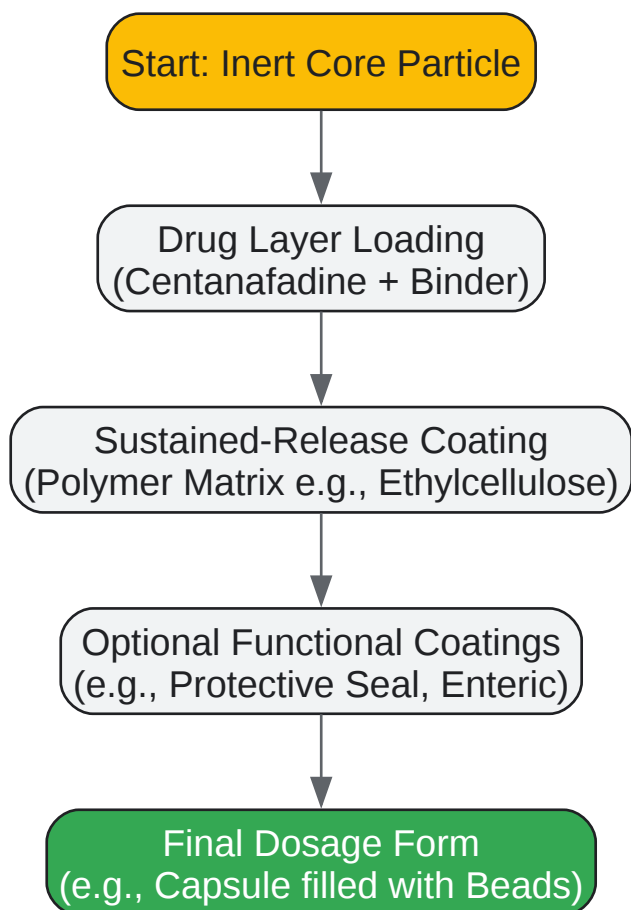 Start: Inert Core Particle
Drug Layer Loading
(Centanafadine + Binder)
Sustained-Release Coating
(Polymer Matrix e.g., Ethylcellulose)
Optional Functional Coatings
(e.g., Protective Seal, Enteric)
Final Dosage Form
(e.g., Capsule filled with Beads)